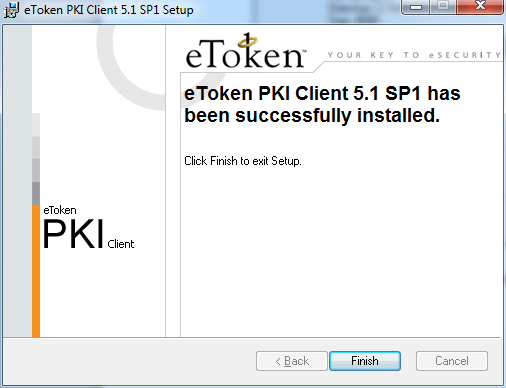 eToken PKI Client 5.1 SP1 Setup
eToken™
YOUR KEY TO eSECURITY
eToken PKI Client 5.1 SP1 has
been successfully installed.
Click Finish to exit Setup.
eToken
PKI Client
< Back
Finish
Cancel